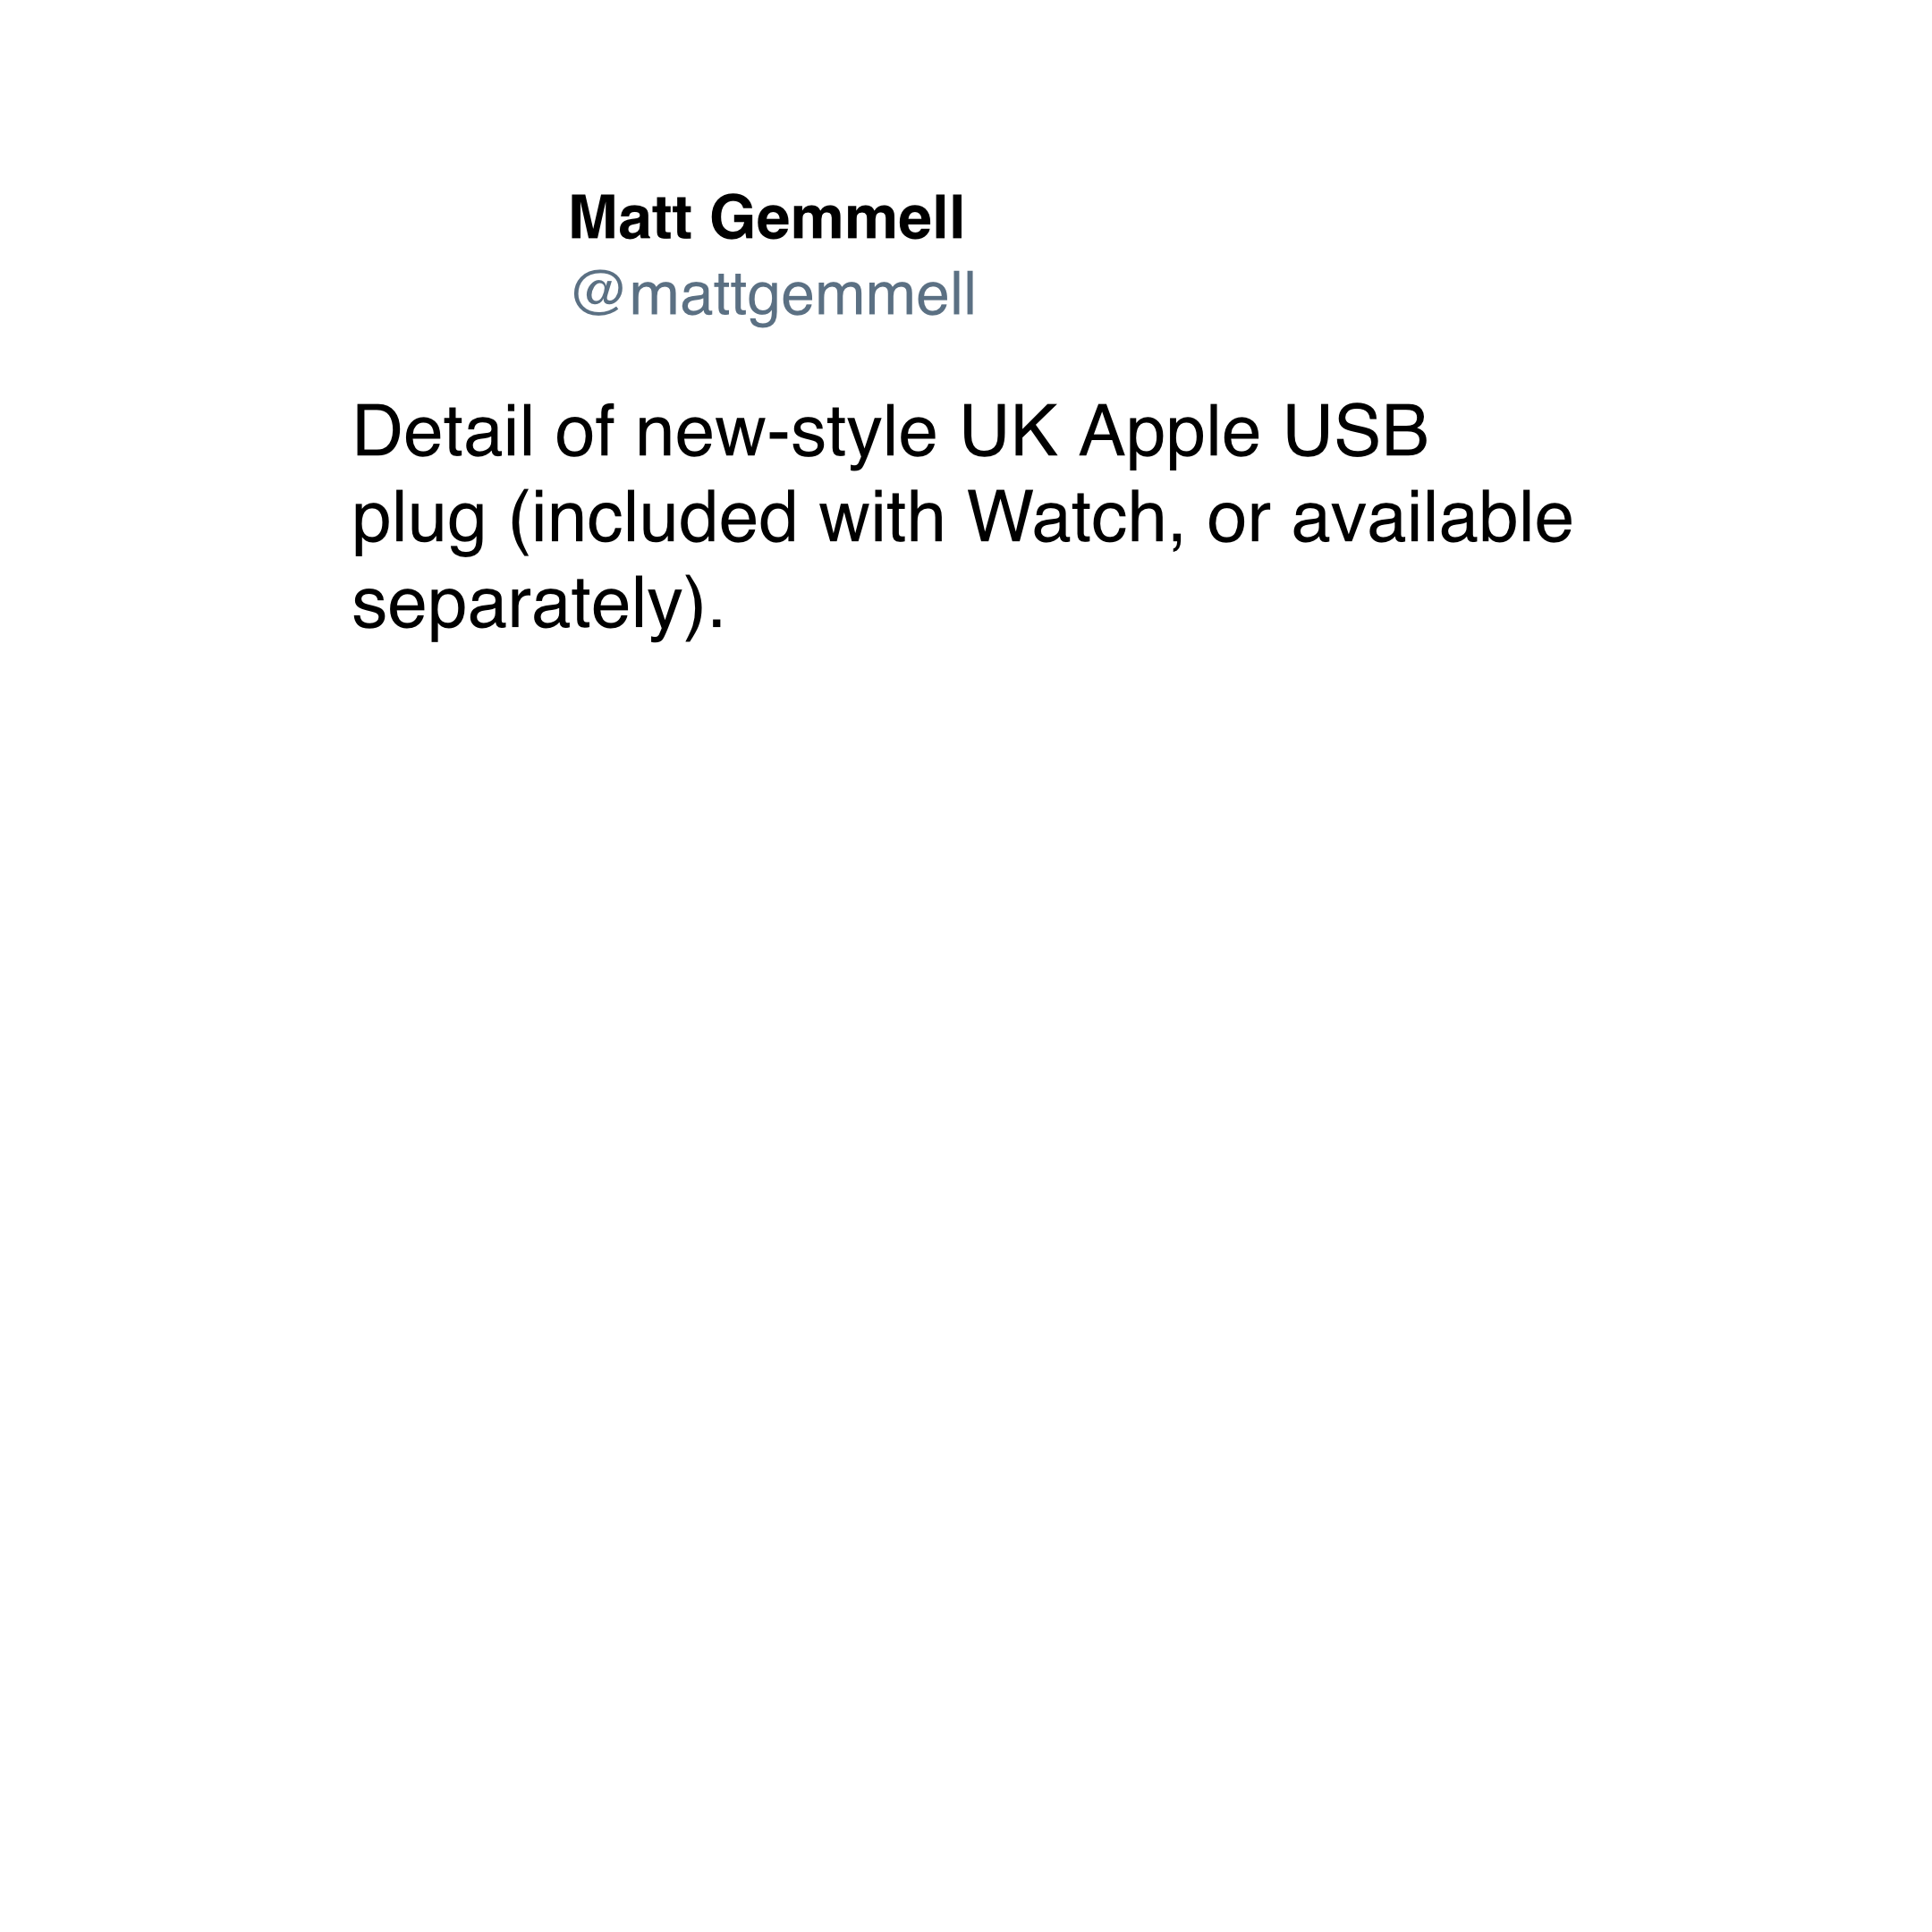 Matt Gemmell
@mattgemmell
Detail of new-style UK Apple USB
plug (included with Watch, or available
separately).